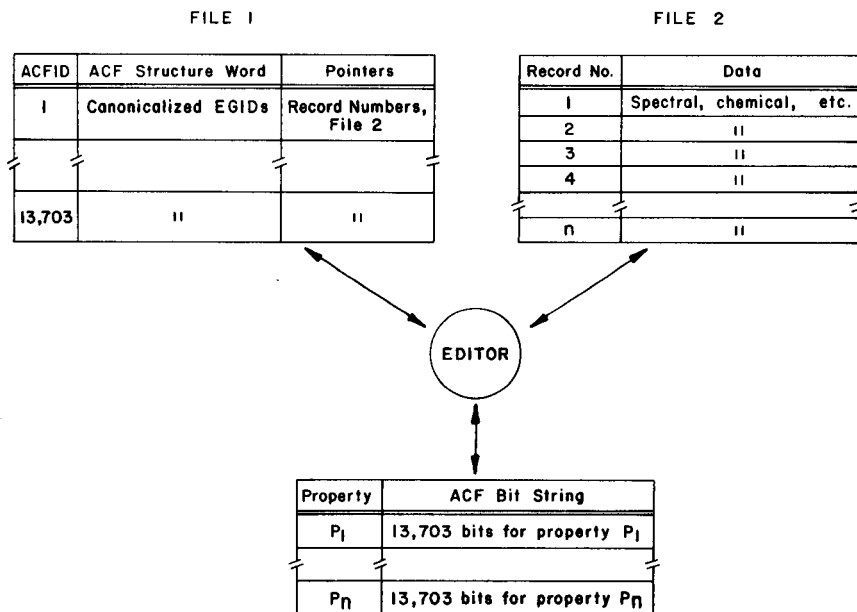 FILE 1
FILE 2
ACFID ACF Structure Word Pointers
1 Canonicalized EGIDs Record Numbers, File 2
13,703 " "
Record No. Data
1 Spectral, chemical, etc.
2 "
3 "
4 "
n "
EDITOR
Property ACF Bit String
P1 13,703 bits for property P1
Pn 13,703 bits for property Pn